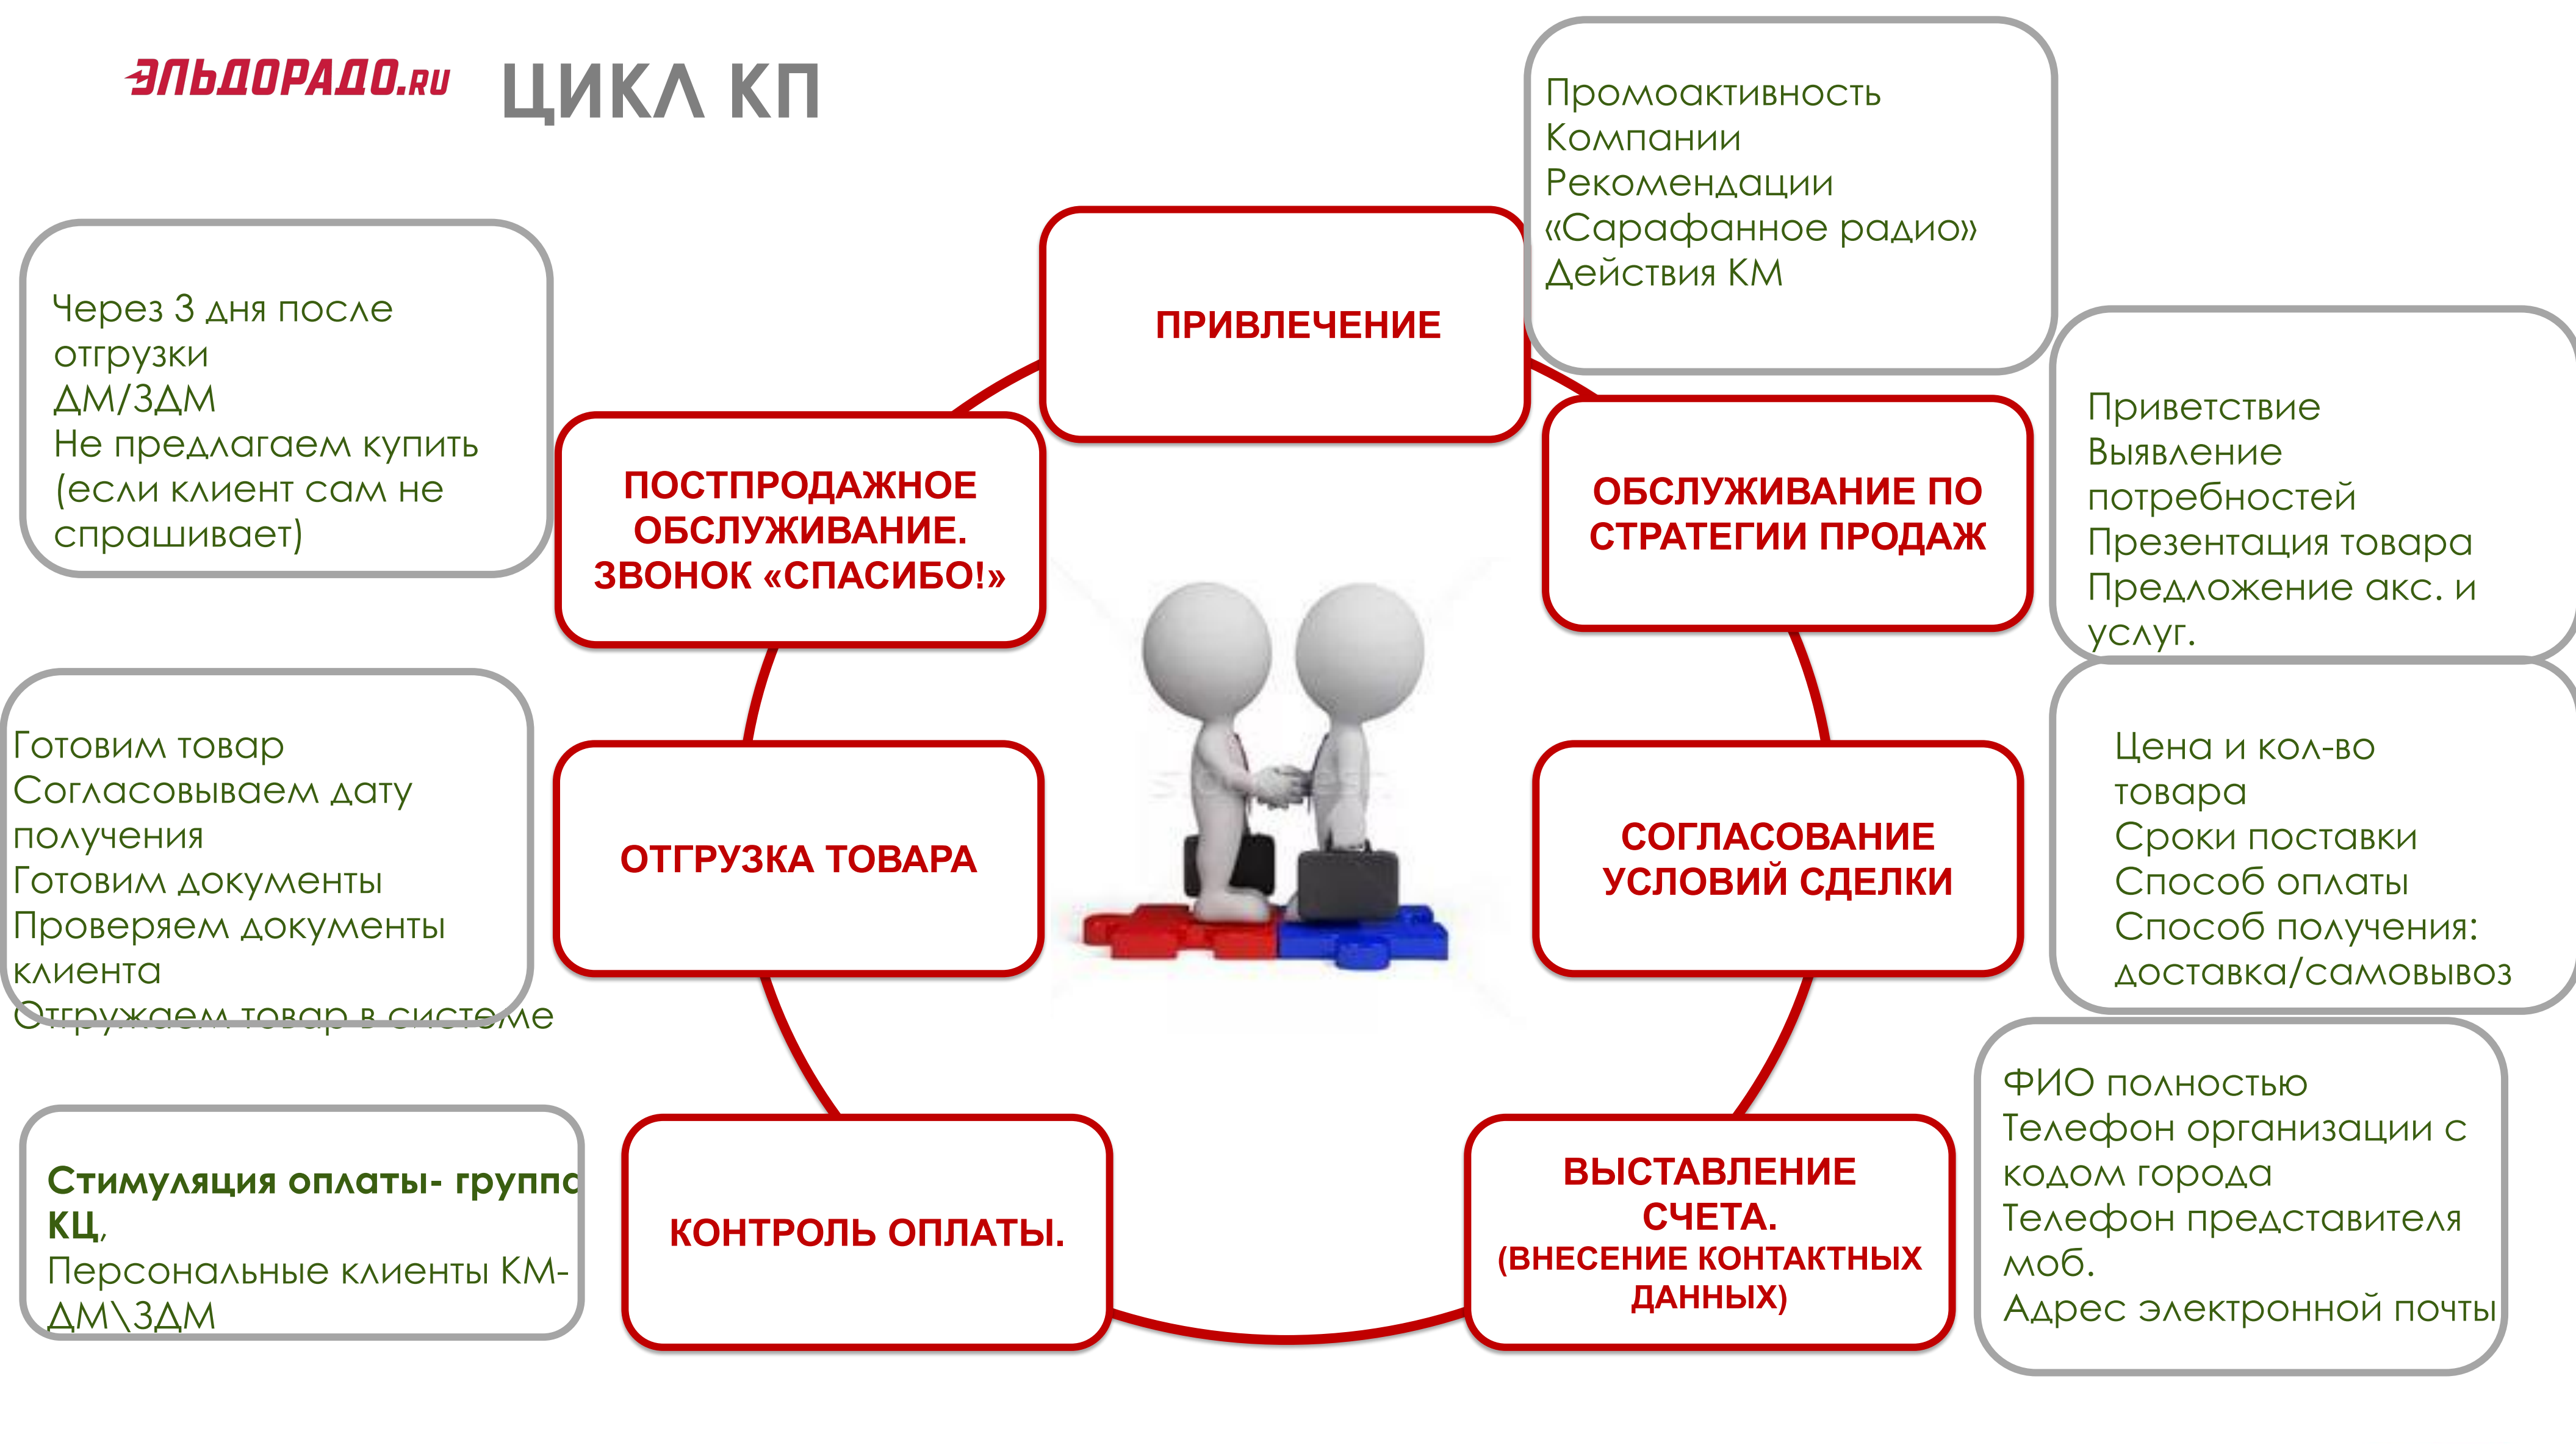 ЭЛЬДОРАДО.RU
ЦИКЛ КП
Промоактивность
Компании
Рекомендации
«Сарафанное радио»
Действия КМ
ПРИВЛЕЧЕНИЕ
Через 3 дня после
отгрузки
ДМ/ЗДМ
Не предлагаем купить
(если клиент сам не
спрашивает)
ПОСТПРОДАЖНОЕ
ОБСЛУЖИВАНИЕ.
ЗВОНОК «СПАСИБО!»
ОБСЛУЖИВАНИЕ ПО
СТРАТЕГИИ ПРОДАЖ
Приветствие
Выявление
потребностей
Презентация товара
Предложение акс. и
услуг.
Готовим товар
Согласовываем дату
получения
Готовим документы
Проверяем документы
клиента
Отгружаем товар в системе
ОТГРУЗКА ТОВАРА
СОГЛАСОВАНИЕ
УСЛОВИЙ СДЕЛКИ
Цена и кол-во
товара
Сроки поставки
Способ оплаты
Способ получения:
доставка/самовывоз
Стимуляция оплаты- группа
КЦ,
Персональные клиенты КМ-
ДМ\ЗДМ
КОНТРОЛЬ ОПЛАТЫ.
ВЫСТАВЛЕНИЕ
СЧЕТА.
(ВНЕСЕНИЕ КОНТАКТНЫХ
ДАННЫХ)
ФИО полностью
Телефон организации с
кодом города
Телефон представителя
моб.
Адрес электронной почты